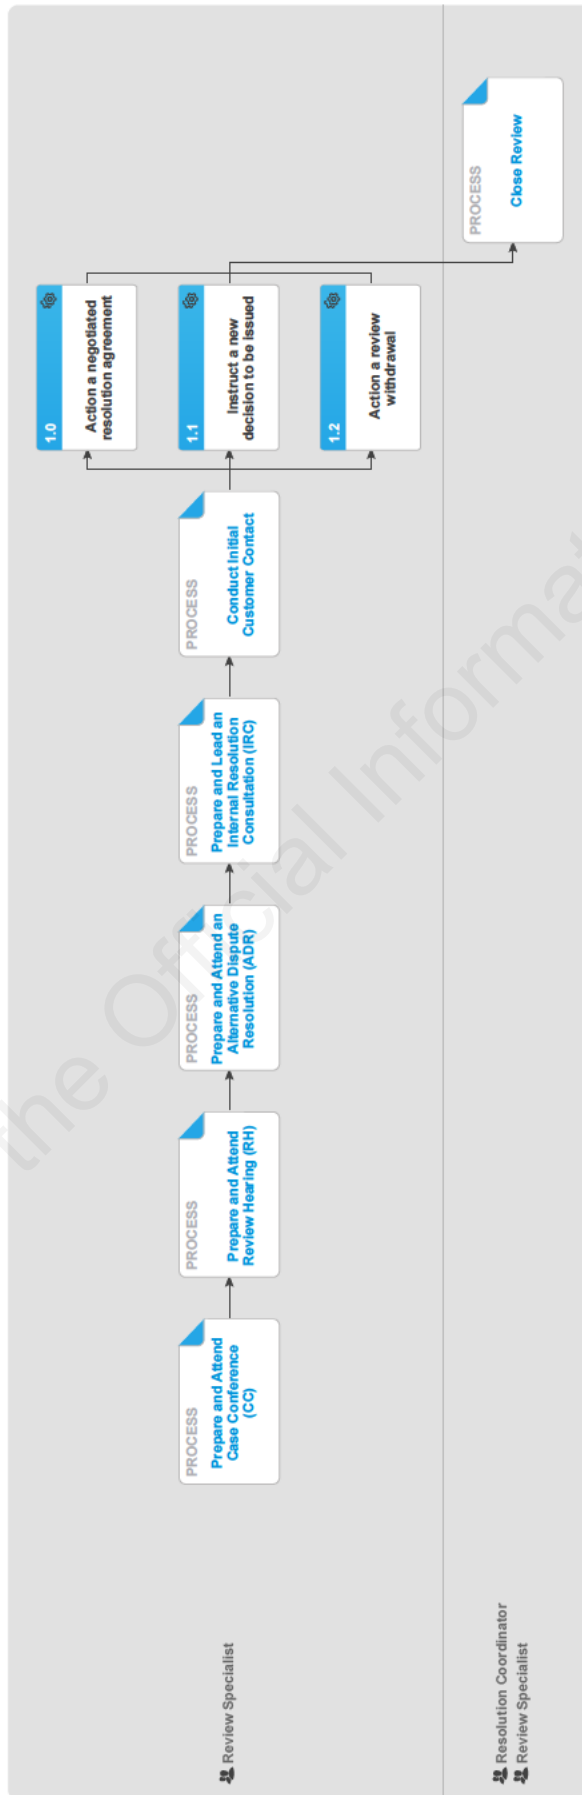 Review Specialist
PROCESS
Prepare and Attend
Case Conference
(CC)
PROCESS
Prepare and Attend
Review Hearing (RH)
PROCESS
Prepare and Attend an
Alternative Dispute
Resolution (ADR)
PROCESS
Prepare and Lead an
Internal Resolution
Consultation (IRC)
PROCESS
Conduct Initial
Customer Contact
1.0
Action a negotiated
resolution agreement
1.1
Instruct a new
decision to be issued
1.2
Action a review
withdrawal
Resolution Coordinator
Review Specialist
PROCESS
Close Review
the Official Informat